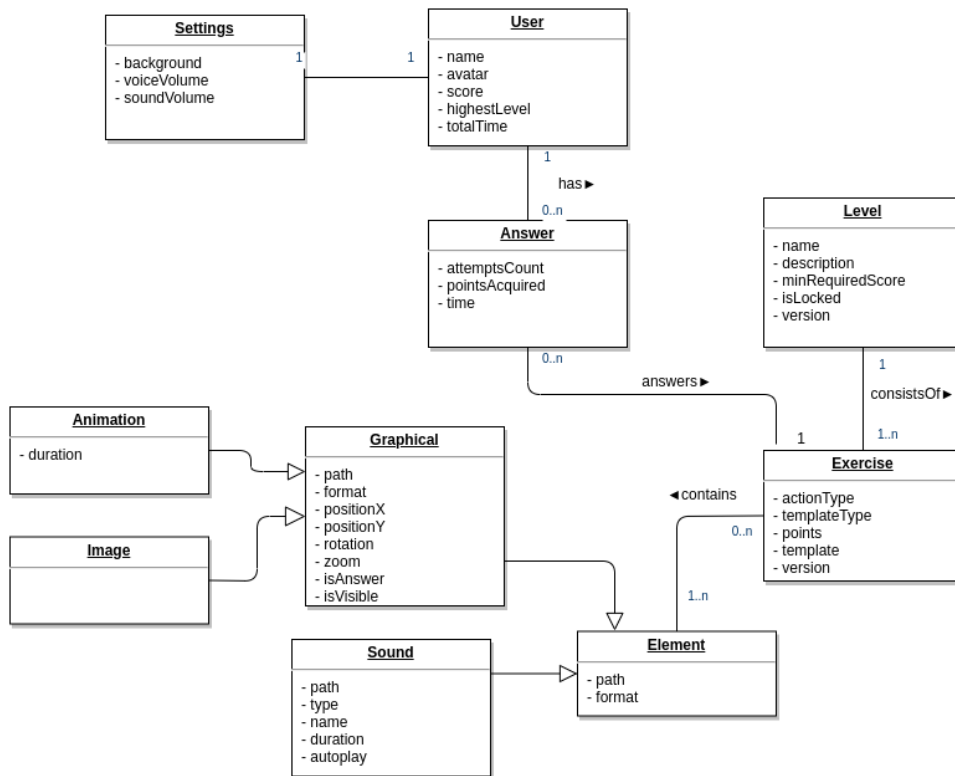 Settings
- background
- voiceVolume
- soundVolume
1
1
User
- name
- avatar
- score
- highestLevel
- totalTime
1
has►
0..n
Answer
- attemptsCount
- pointsAcquired
- time
0..n
answers►
1
Level
- name
- description
- minRequiredScore
- isLocked
- version
1
consistsOf►
1..n
Exercise
- actionType
- templateType
- points
- template
- version
◄contains
0..n
1..n
Animation
- duration
Image
Graphical
- path
- format
- positionX
- positionY
- rotation
- zoom
- isAnswer
- isVisible
Sound
- path
- type
- name
- duration
- autoplay
Element
- path
- format